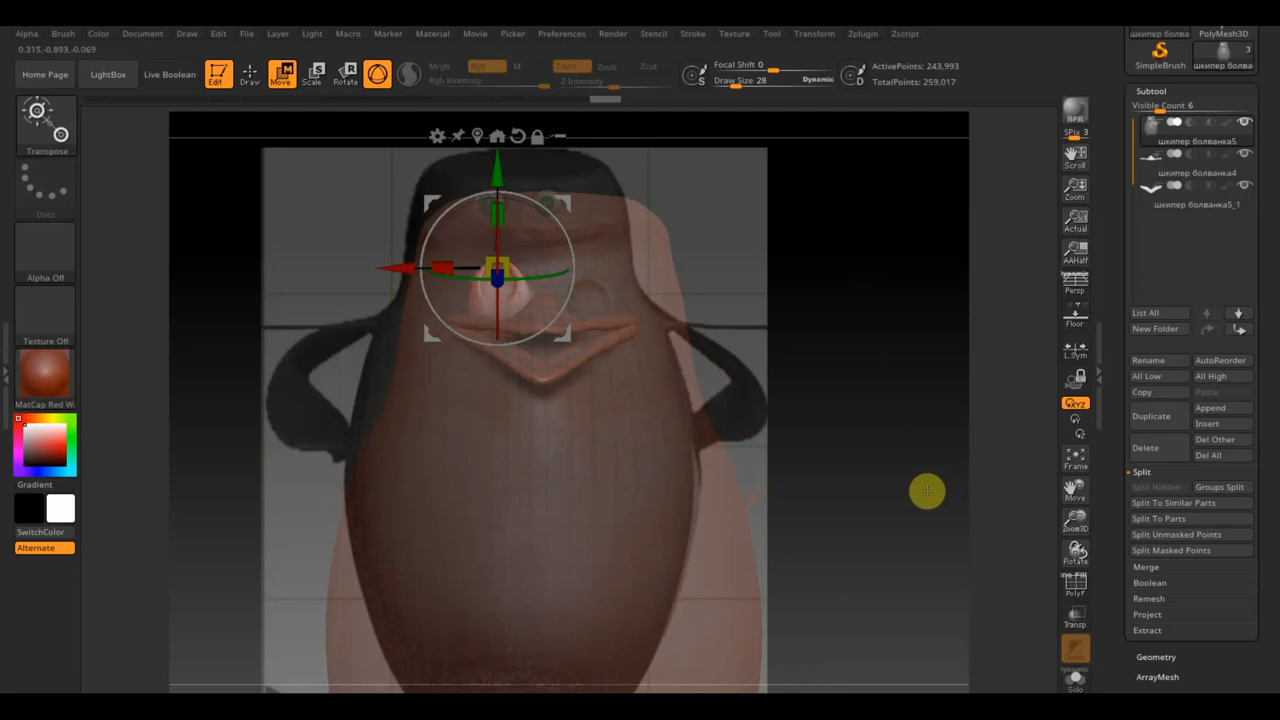 Alpha Brush Color Document Draw Edit File Layer Light Macro Marker Material Movie Picker Preferences Render Stencil Stroke Texture Tool Transform Zplugin Zscript
0.315,-0.893,-0.069
Home Page LightBox Live Boolean Edit Draw Move Scale Rotate
Mrgb Rgb M Zadd Zsub Zcut
Rgb Intensity Z Intensity
Focal Shift 0
Draw Size 28 Dynamic
ActivePoints: 243,993
TotalPoints: 259,017
Transpose
Dots
Alpha Off
Texture Off
MatCap Red W
Gradient
SwitchColor
Alternate
BPR
SPix 3
Scroll
Zoom
Actual
AAHalf
Dynamic
Persp
Floor
L.Sym
XYZ
Frame
Move
Zoom3D
Rotate
Line Fill
PolyF
Transp
Dynamic
Solo
шкипер болва PolyMesh3D
3
SimpleBrush шкипер болва
Subtool
Visible Count 6
шкипер болванка5
шкипер болванка4
шкипер болванка5_1
List All
New Folder
Rename AutoReorder
All Low All High
Copy Paste
Duplicate Append
Insert
Delete Del Other
Del All
Split
Split Hidden Groups Split
Split To Similar Parts
Split To Parts
Split Unmasked Points
Split Masked Points
Merge
Boolean
Remesh
Project
Extract
Geometry
ArrayMesh